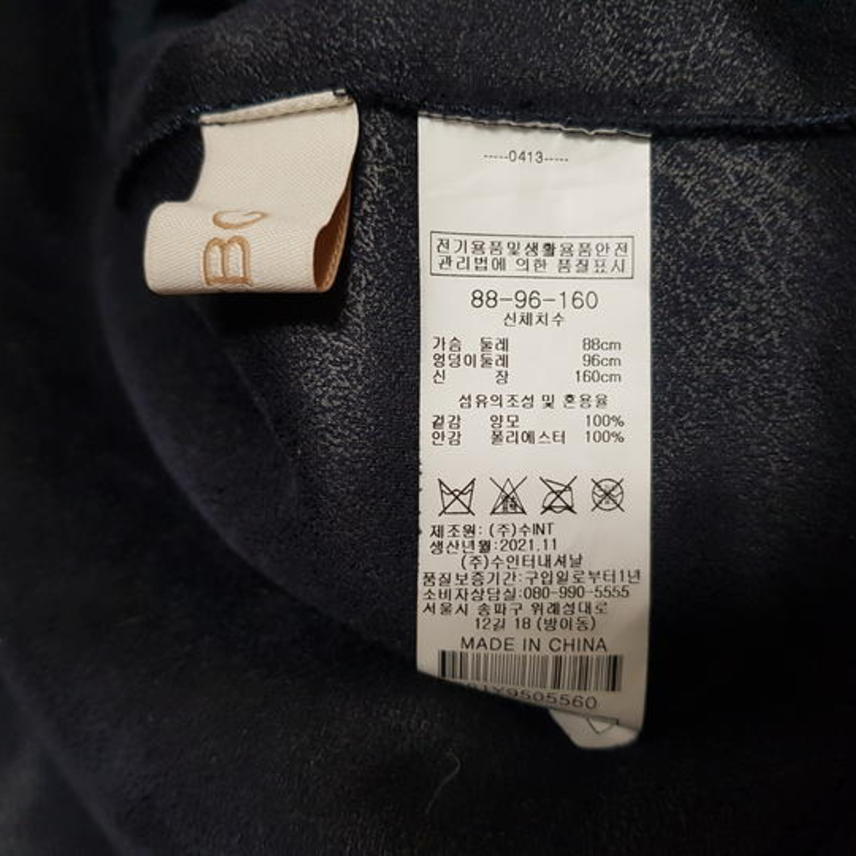 BG
-----0413-----
전기용품및생활용품안전
관리법에 의한 품질표시
88-96-160
신체치수
가슴 둘레 88cm
엉덩이둘레 96cm
신 장 160cm
섬유의조성 및 혼용율
겉감 양모 100%
안감 폴리에스터 100%
제조원: (주)수INT
생산년월:2021.11
(주)수인터내셔날
품질보증기간:구입일로부터1년
소비자상담실:080-990-5555
서울시 송파구 위례성대로
12길 18 (방이동)
MADE IN CHINA
1Y9505560